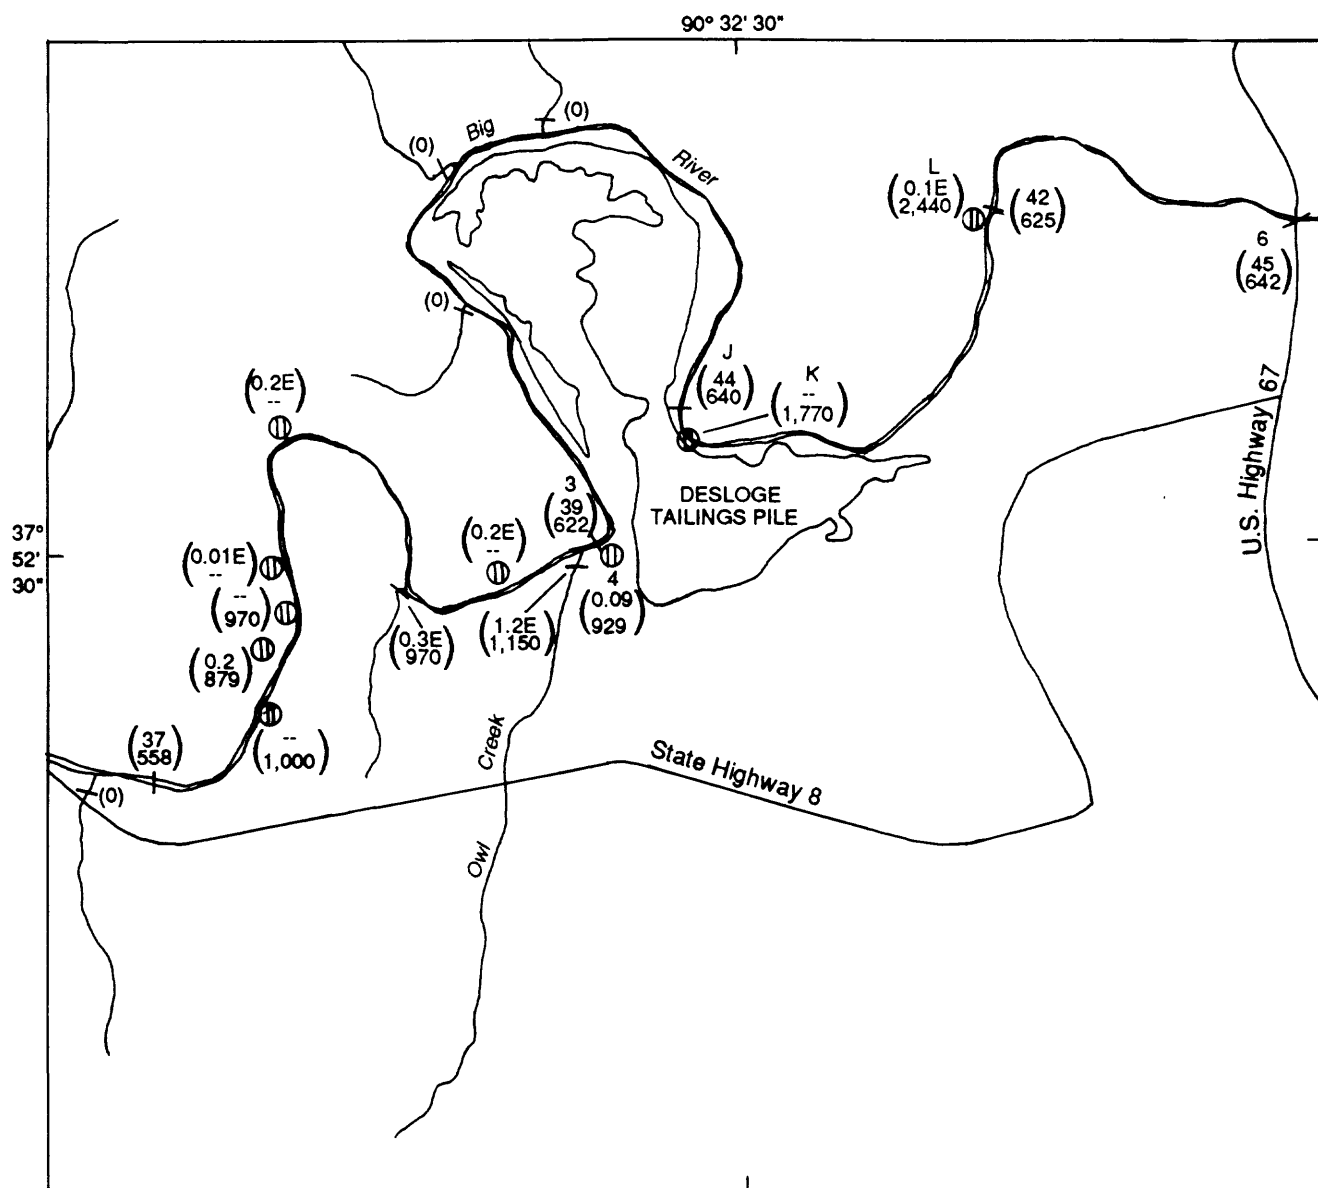 90° 32' 30"
(0)
Big
(0)
River
L
(0.1E
2,440)
(42
625)
6
(45
642)
(0)
J
(44
640)
K
(--
1,770)
(0.2E
--)
U.S. Highway 67
3
(39
622)
DESLOGE
TAILINGS PILE
37°
52'
30"
(0.2E
--)
(0.01E
--)
4
(0.09
929)
(--
970)
(0.3E
970)
(1.2E
1,150)
(0.2
879)
(37
558)
(--
1,000)
Owl Creek
State Highway 8
(0)